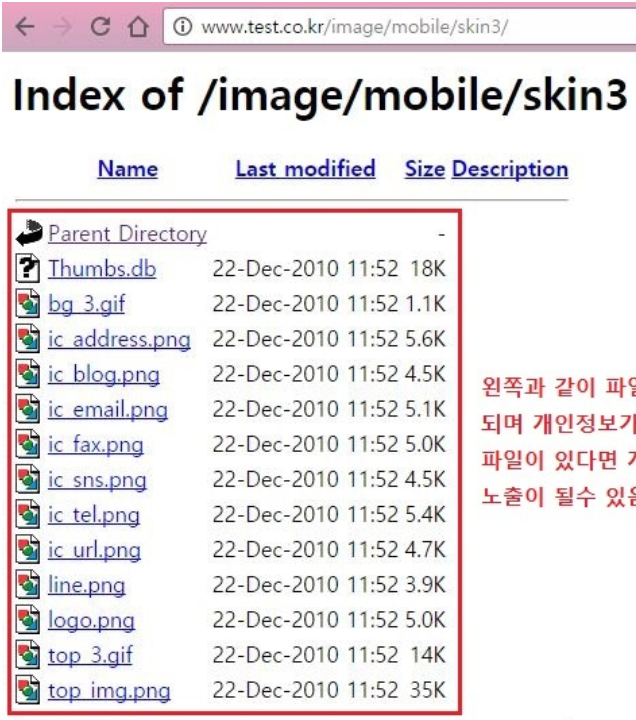 www.test.co.kr/image/mobile/skin3/
Index of /image/mobile/skin3
Name Last modified Size Description
Parent Directory -
Thumbs.db 22-Dec-2010 11:52 18K
bg_3.gif 22-Dec-2010 11:52 1.1K
ic_address.png 22-Dec-2010 11:52 5.6K
ic_blog.png 22-Dec-2010 11:52 4.5K
ic_email.png 22-Dec-2010 11:52 5.1K
ic_fax.png 22-Dec-2010 11:52 5.0K
ic_sns.png 22-Dec-2010 11:52 4.5K
ic_tel.png 22-Dec-2010 11:52 5.4K
ic_url.png 22-Dec-2010 11:52 4.7K
line.png 22-Dec-2010 11:52 3.9K
logo.png 22-Dec-2010 11:52 5.0K
top_3.gif 22-Dec-2010 11:52 14K
top_img.png 22-Dec-2010 11:52 35K
왼쪽과 같이
되며 개인정보가
파일이 있다면
노출이 될수